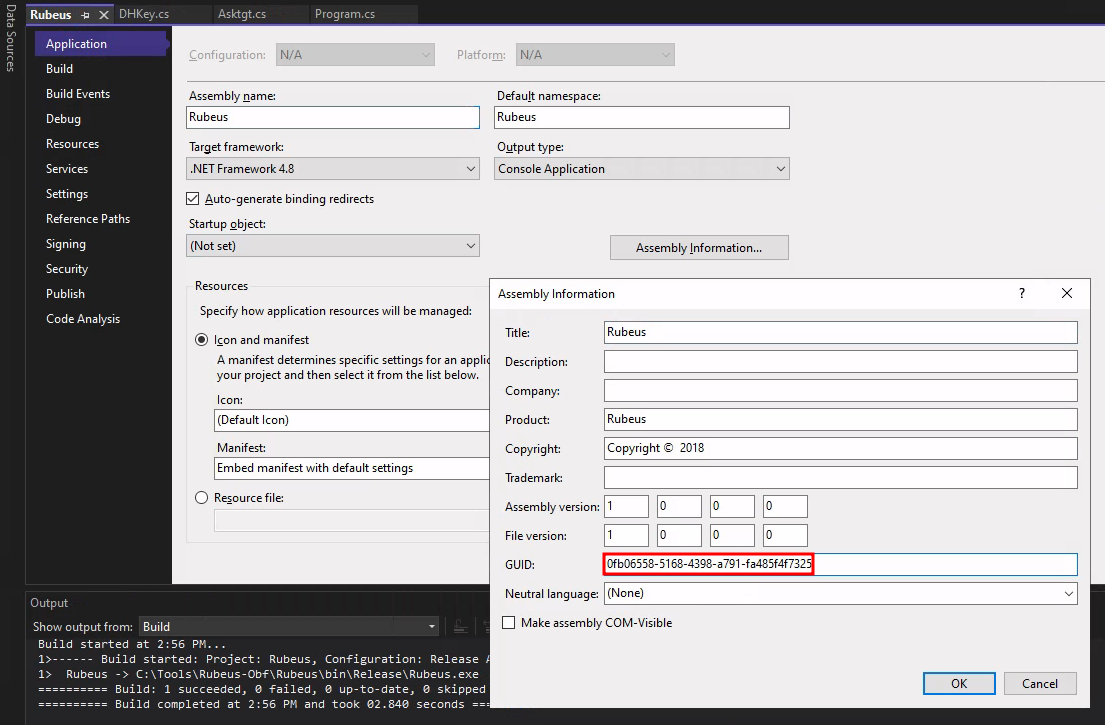 Data Sources
Rubeus
DHKey.cs
Asktgt.cs
Program.cs
Application
Build
Build Events
Debug
Resources
Services
Settings
Reference Paths
Signing
Security
Publish
Code Analysis
Configuration: N/A
Platform: N/A
Assembly name:
Rubeus
Default namespace:
Rubeus
Target framework:
.NET Framework 4.8
Output type:
Console Application
Auto-generate binding redirects
Startup object:
(Not set)
Assembly Information...
Resources
Specify how application resources will be managed:
Icon and manifest
A manifest determines specific settings for an applic
your project and then select it from the list below.
Icon:
(Default Icon)
Manifest:
Embed manifest with default settings
Resource file:
Assembly Information
?
Title: Rubeus
Description:
Company:
Product: Rubeus
Copyright: Copyright © 2018
Trademark:
Assembly version: 1 0 0 0
File version: 1 0 0 0
GUID: 0fb06558-5168-4398-a791-fa485f4f7325
Neutral language: (None)
Make assembly COM-Visible
OK
Cancel
Output
Show output from: Build
Build started at 2:56 PM...
1>------ Build started: Project: Rubeus, Configuration: Release A
1>  Rubeus -> C:\Tools\Rubeus-Obf\Rubeus\bin\Release\Rubeus.exe
========== Build: 1 succeeded, 0 failed, 0 up-to-date, 0 skipped
========== Build completed at 2:56 PM and took 02.840 seconds ==